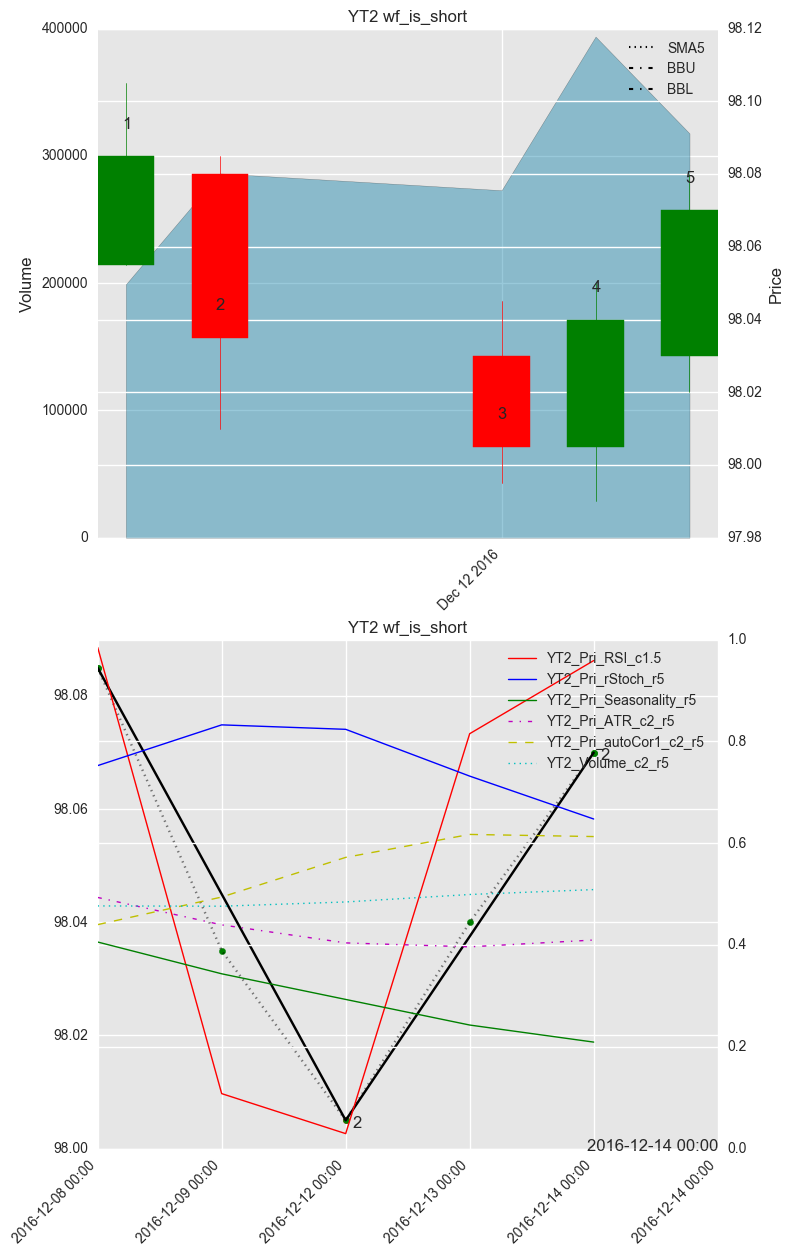 YT2 wf_is_short
400000
300000
200000
100000
0
Volume
98.12
98.10
98.08
98.06
98.04
98.02
98.00
97.98
Price
SMA5
BBU
BBL
1
2
3
4
5
Dec 12 2016
YT2 wf_is_short
98.08
98.06
98.04
98.02
98.00
1.0
0.8
0.6
0.4
0.2
0.0
YT2_Pri_RSI_c1.5
YT2_Pri_rStoch_r5
YT2_Pri_Seasonality_r5
YT2_Pri_ATR_c2_r5
YT2_Pri_autoCor1_c2_r5
YT2_Volume_c2_r5
2
2
2016-12-14 00:00
2016-12-08 00:00
2016-12-09 00:00
2016-12-12 00:00
2016-12-13 00:00
2016-12-14 00:00
2016-12-14 00:00